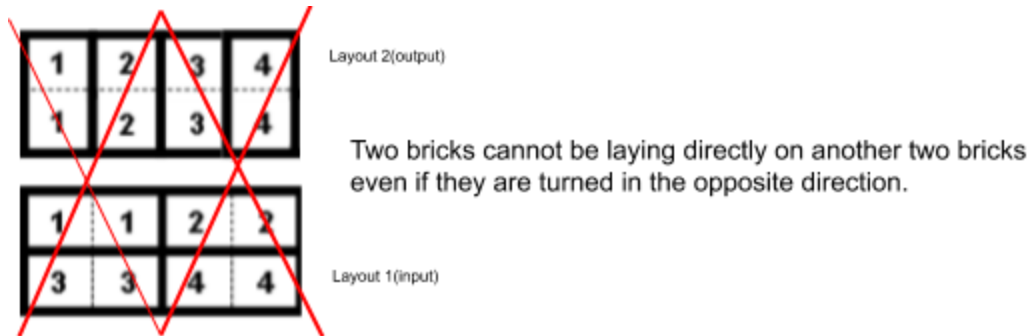 1 2 3 4
Layout 2(output)
1 2 3 4
Two bricks cannot be laying directly on another two bricks
even if they are turned in the opposite direction.
1 1 2 2
3 3 4 4
Layout 1(input)